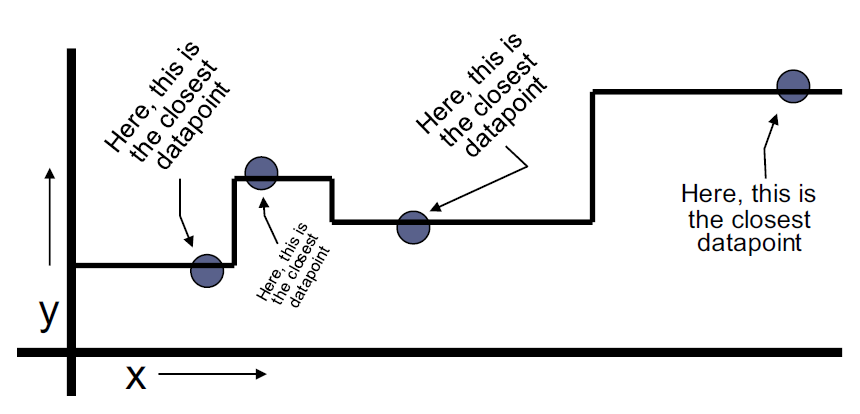 Here, this is
the closest
datapoint
Here, this is
the closest
datapoint
Here, this is
the closest
datapoint
Here, this is
the closest
datapoint
y
x